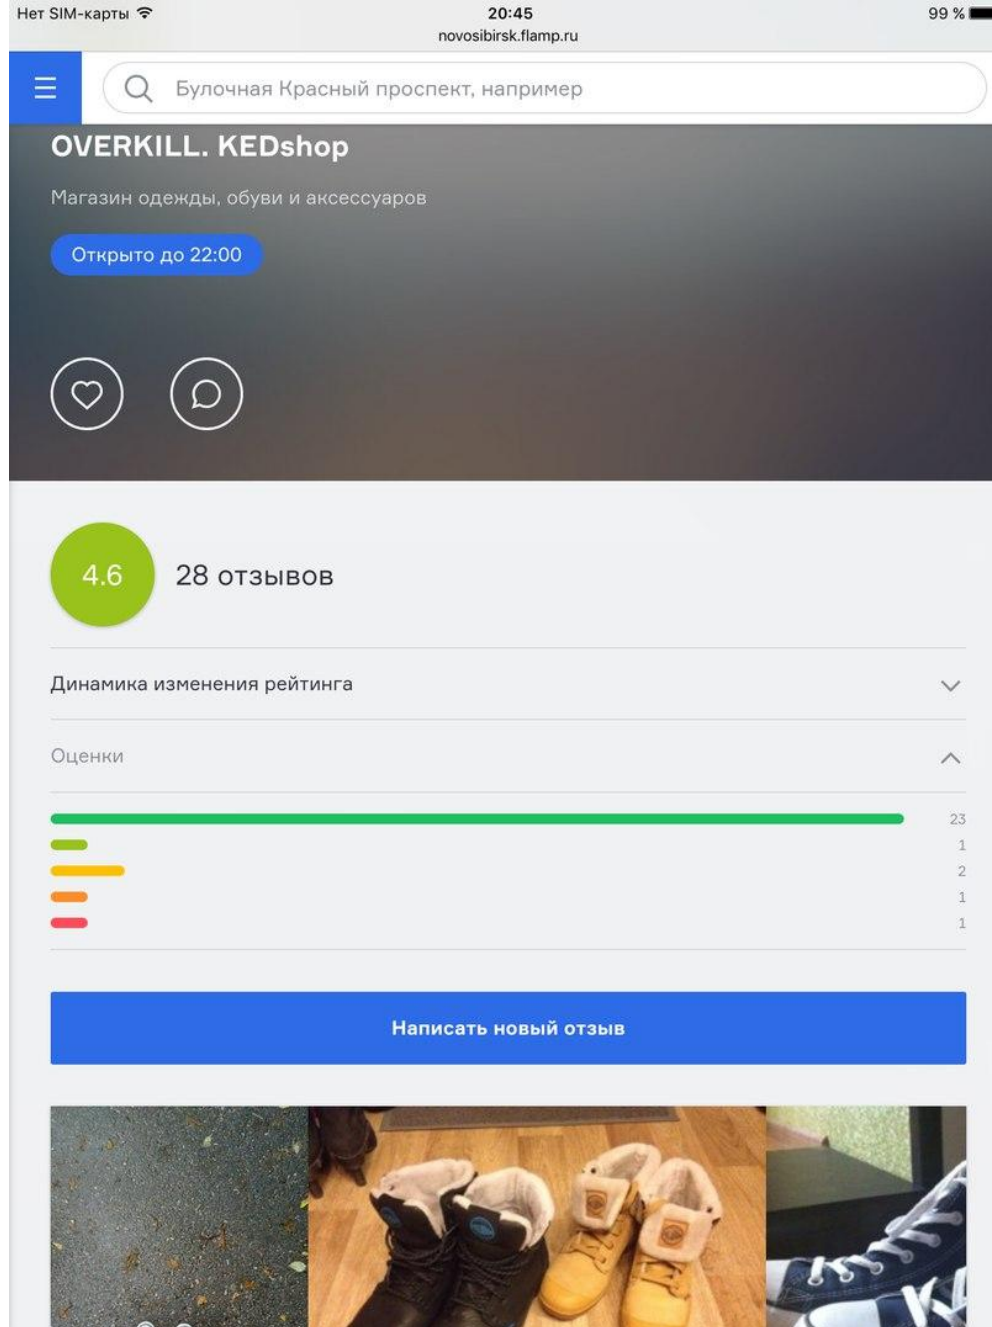 Нет SIM-карты
20:45
99 %
novosibirsk.flamp.ru
Булочная Красный проспект, например
OVERKILL. KEDshop
Магазин одежды, обуви и аксессуаров
Открыто до 22:00
4.6
28 отзывов
Динамика изменения рейтинга
Оценки
23
1
2
1
1
Написать новый отзыв